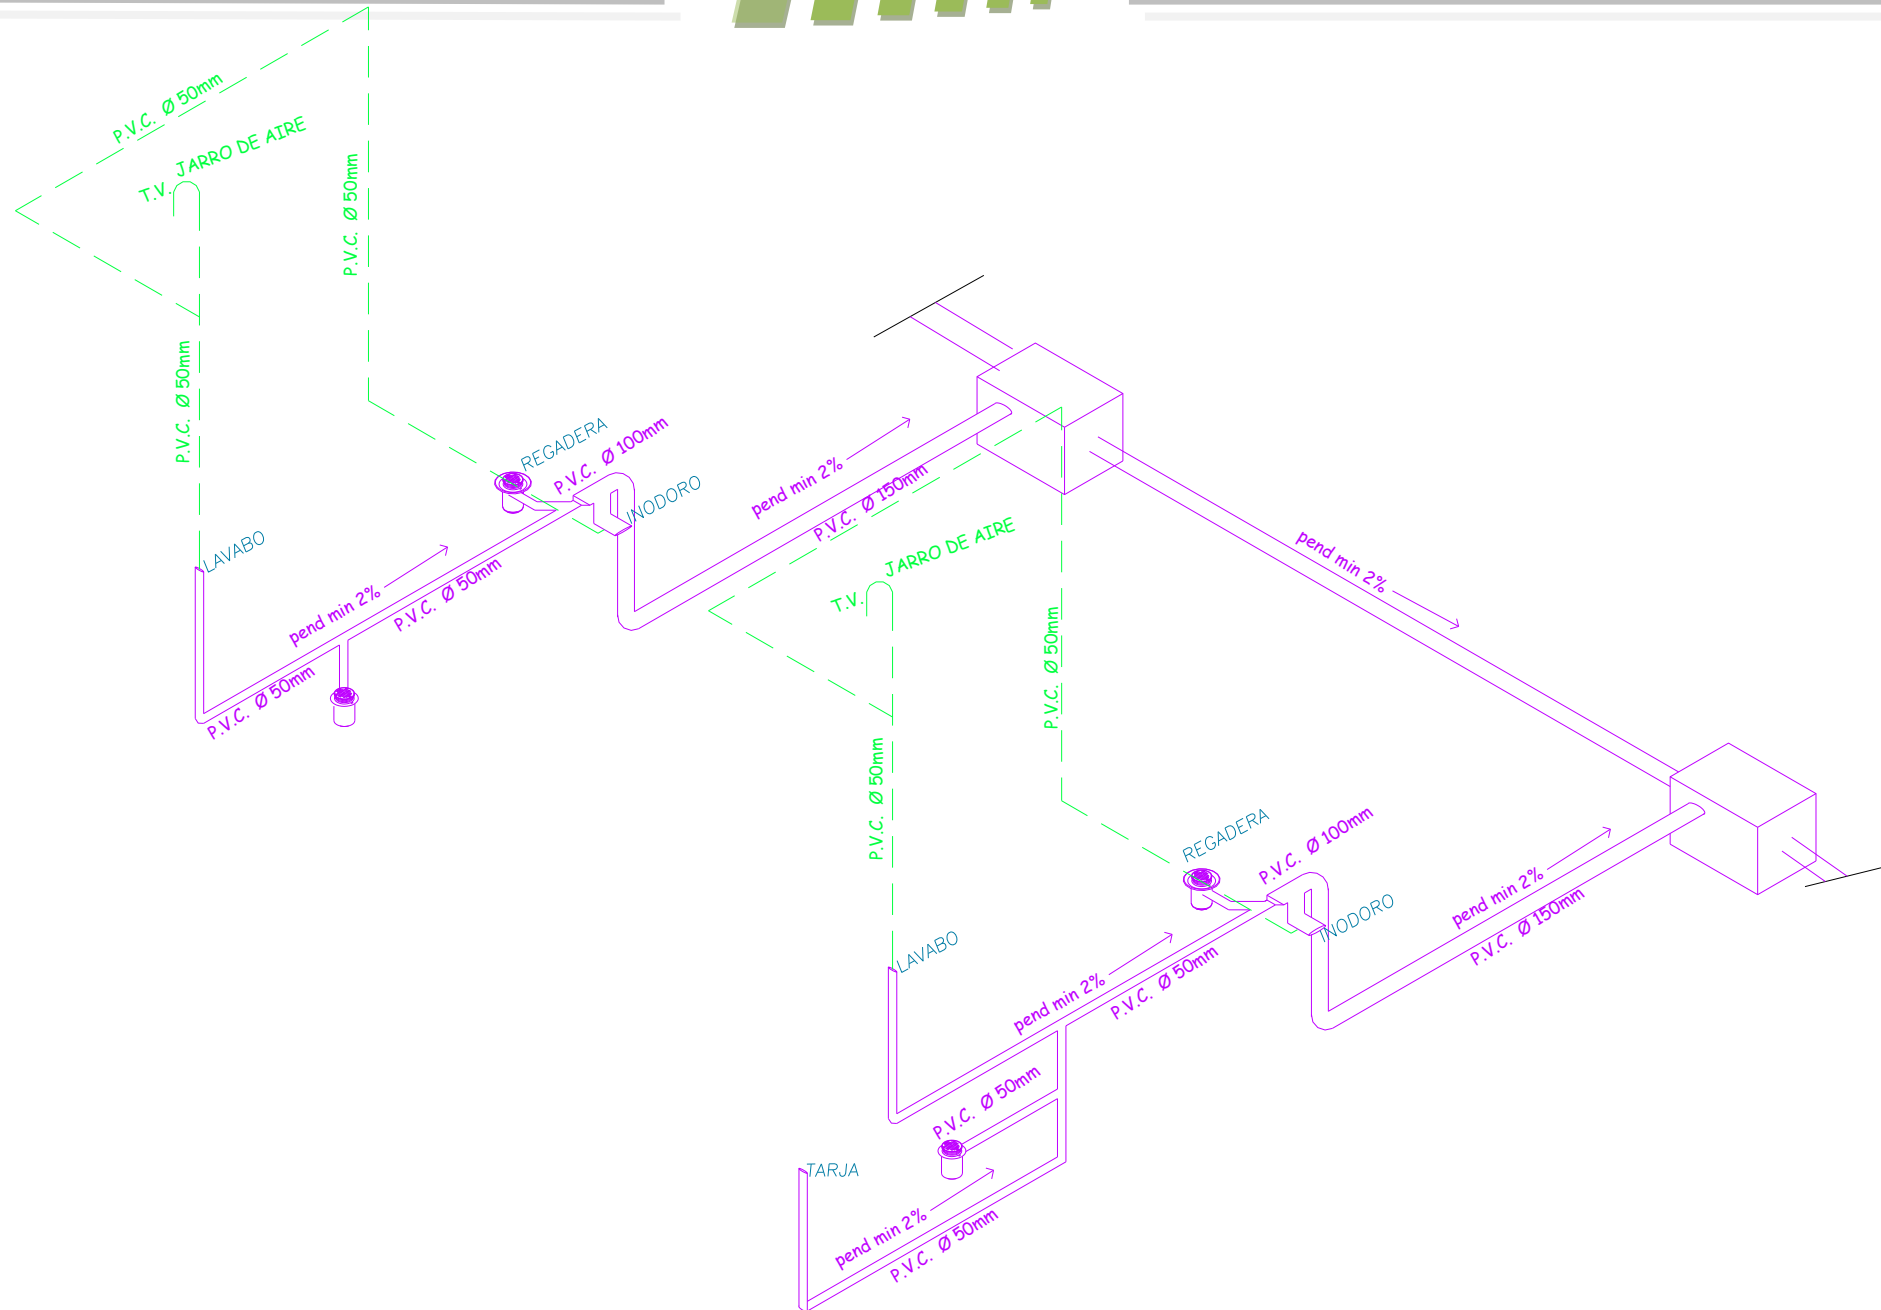 P.V.C. Ø 50mm
JARRO DE AIRE
T.V.
P.V.C. Ø 50mm
P.V.C. Ø 50mm
REGADERA
P.V.C. Ø 100mm
INODORO
LAVABO
pend min 2%
P.V.C. Ø 50mm
P.V.C. Ø 50mm
pend min 2%
P.V.C. Ø 150mm
pend min 2%
JARRO DE AIRE
T.V.
P.V.C. Ø 50mm
P.V.C. Ø 50mm
REGADERA
P.V.C. Ø 100mm
INODORO
LAVABO
pend min 2%
P.V.C. Ø 50mm
pend min 2%
P.V.C. Ø 150mm
P.V.C. Ø 50mm
TARJA
pend min 2%
P.V.C. Ø 50mm